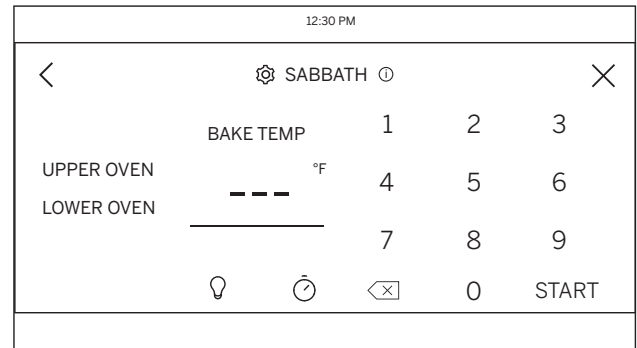 12:30 PM
SABBATH
BAKE TEMP
UPPER OVEN
LOWER OVEN
_ _ _ °F
1 2 3
4 5 6
7 8 9
0 START